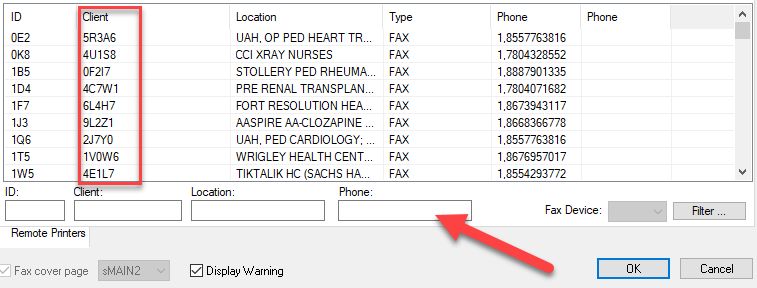 ID Client Location Type Phone Phone
0E2 5R3A6 UAH, OP PED HEART TR... FAX 1,8557763816
0K8 4U1S8 CCI XRAY NURSES FAX 1,7804328552
1B5 0F2I7 STOLLERY PED RHEUMA... FAX 1,8887901335
1D4 4C7W1 PRE RENAL TRANSPLAN... FAX 1,7804071682
1F7 6L4H7 FORT RESOLUTION HEA... FAX 1,8673943117
1J3 9L2Z1 AASPIRE AA-CLOZAPINE ... FAX 1,8668366778
1Q6 2J7Y0 UAH, PED CARDIOLOGY; ... FAX 1,8557763816
1T5 1V0W6 WRIGLEY HEALTH CENT... FAX 1,8676957017
1W5 4E1L7 TIKTALIK HC (SACHS HA... FAX 1,8554293772
ID: Client: Location: Phone:
Fax Device: Filter ...
Remote Printers
Fax cover page sMAIN2 Display Warning OK Cancel